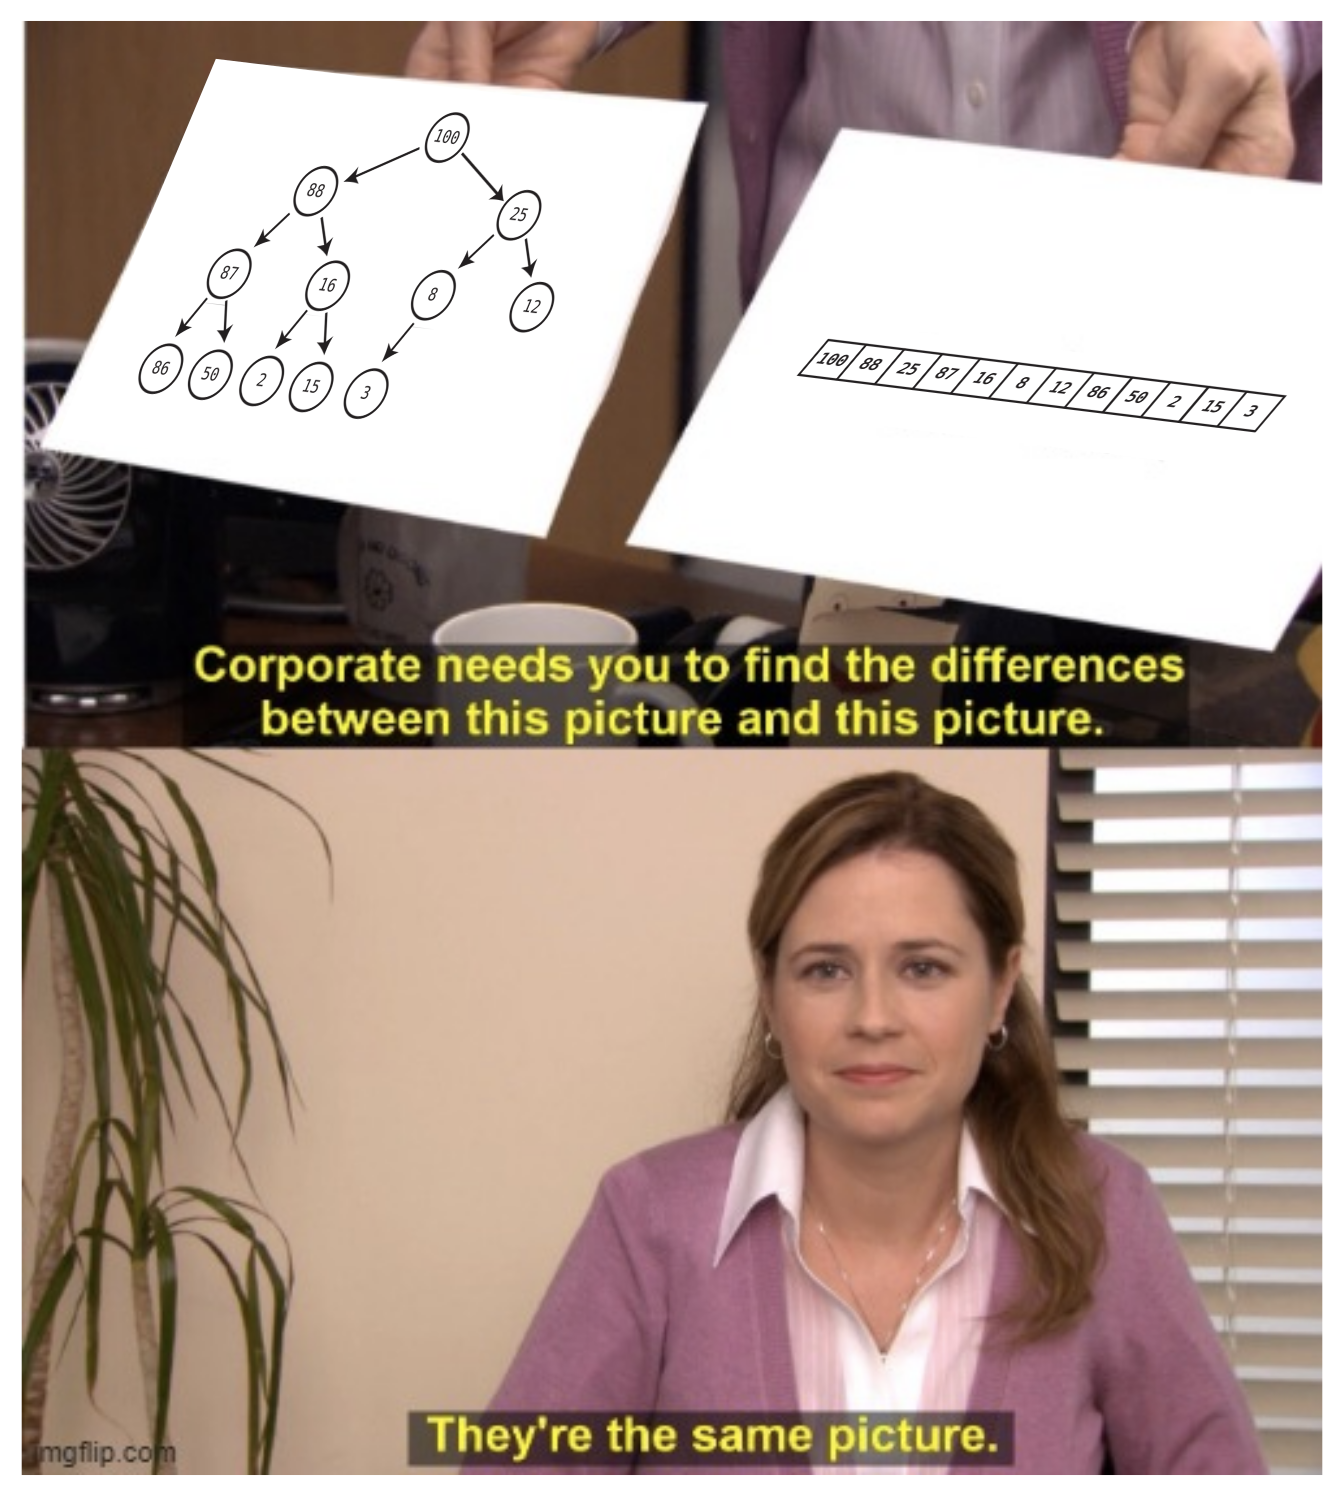 100
88
25
87
16
8
12
86
50
2
15
3
100 88 25 87 16 8 12 86 50 2 15 3
Corporate needs you to find the differences
between this picture and this picture.
They're the same picture.
imgflip.com